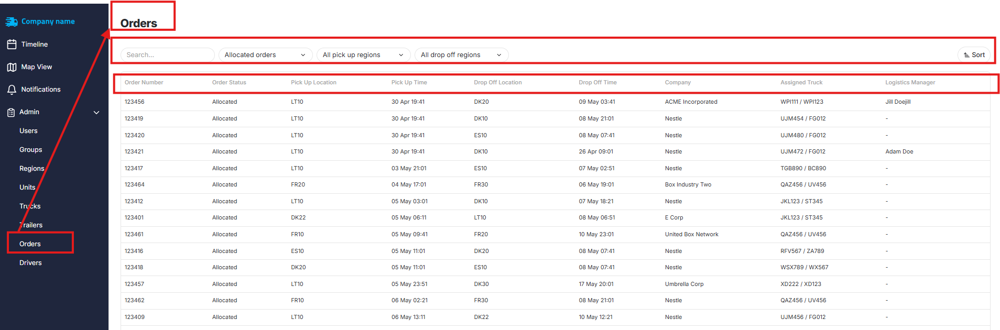 Company name
Timeline
Map View
Notifications
Admin
Users
Groups
Regions
Units
Trucks
Trailers
Orders
Drivers
Orders
Search... Allocated orders All pick up regions All drop off regions Sort
Order Number Order Status Pick Up Location Pick Up Time Drop Off Location Drop Off Time Company Assigned Truck Logistics Manager
123456 Allocated LT10 30 Apr 19:41 DK20 09 May 03:41 ACME Incorporated WPI111 / WPI123 Jill Doejill
123419 Allocated LT10 30 Apr 19:41 DK10 08 May 21:01 Nestle UJM454 / FG012 -
123420 Allocated LT10 30 Apr 19:41 ES10 08 May 07:41 Nestle UJM480 / FG012 -
123421 Allocated LT10 30 Apr 19:41 DK10 26 Apr 09:01 Nestle UJM472 / FG012 Adam Doe
123417 Allocated LT10 03 May 21:01 ES10 07 May 02:51 Nestle TGB890 / BC890 -
123464 Allocated FR20 04 May 17:01 FR30 06 May 19:01 Box Industry Two QAZ456 / UV456 -
123412 Allocated LT10 05 May 03:01 DK10 07 May 18:21 Nestle JKL123 / ST345 -
123401 Allocated DK22 05 May 06:11 LT10 08 May 06:51 E Corp JKL123 / ST345 -
123461 Allocated FR10 05 May 09:41 FR20 10 May 23:01 United Box Network QAZ456 / UV456 -
123416 Allocated ES10 05 May 11:01 DK20 08 May 07:41 Nestle RFV567 / ZA789 -
123418 Allocated DK20 05 May 11:01 ES10 08 May 07:41 Nestle WSX789 / WX567 -
123457 Allocated LT10 05 May 23:51 DK30 17 May 20:01 Umbrella Corp XD222 / XD123 -
123462 Allocated FR10 06 May 02:21 FR30 08 May 21:01 Nestle QAZ456 / UV456 -
123409 Allocated LT10 06 May 13:11 DK22 10 May 12:21 Nestle UJM456 / FG012 -